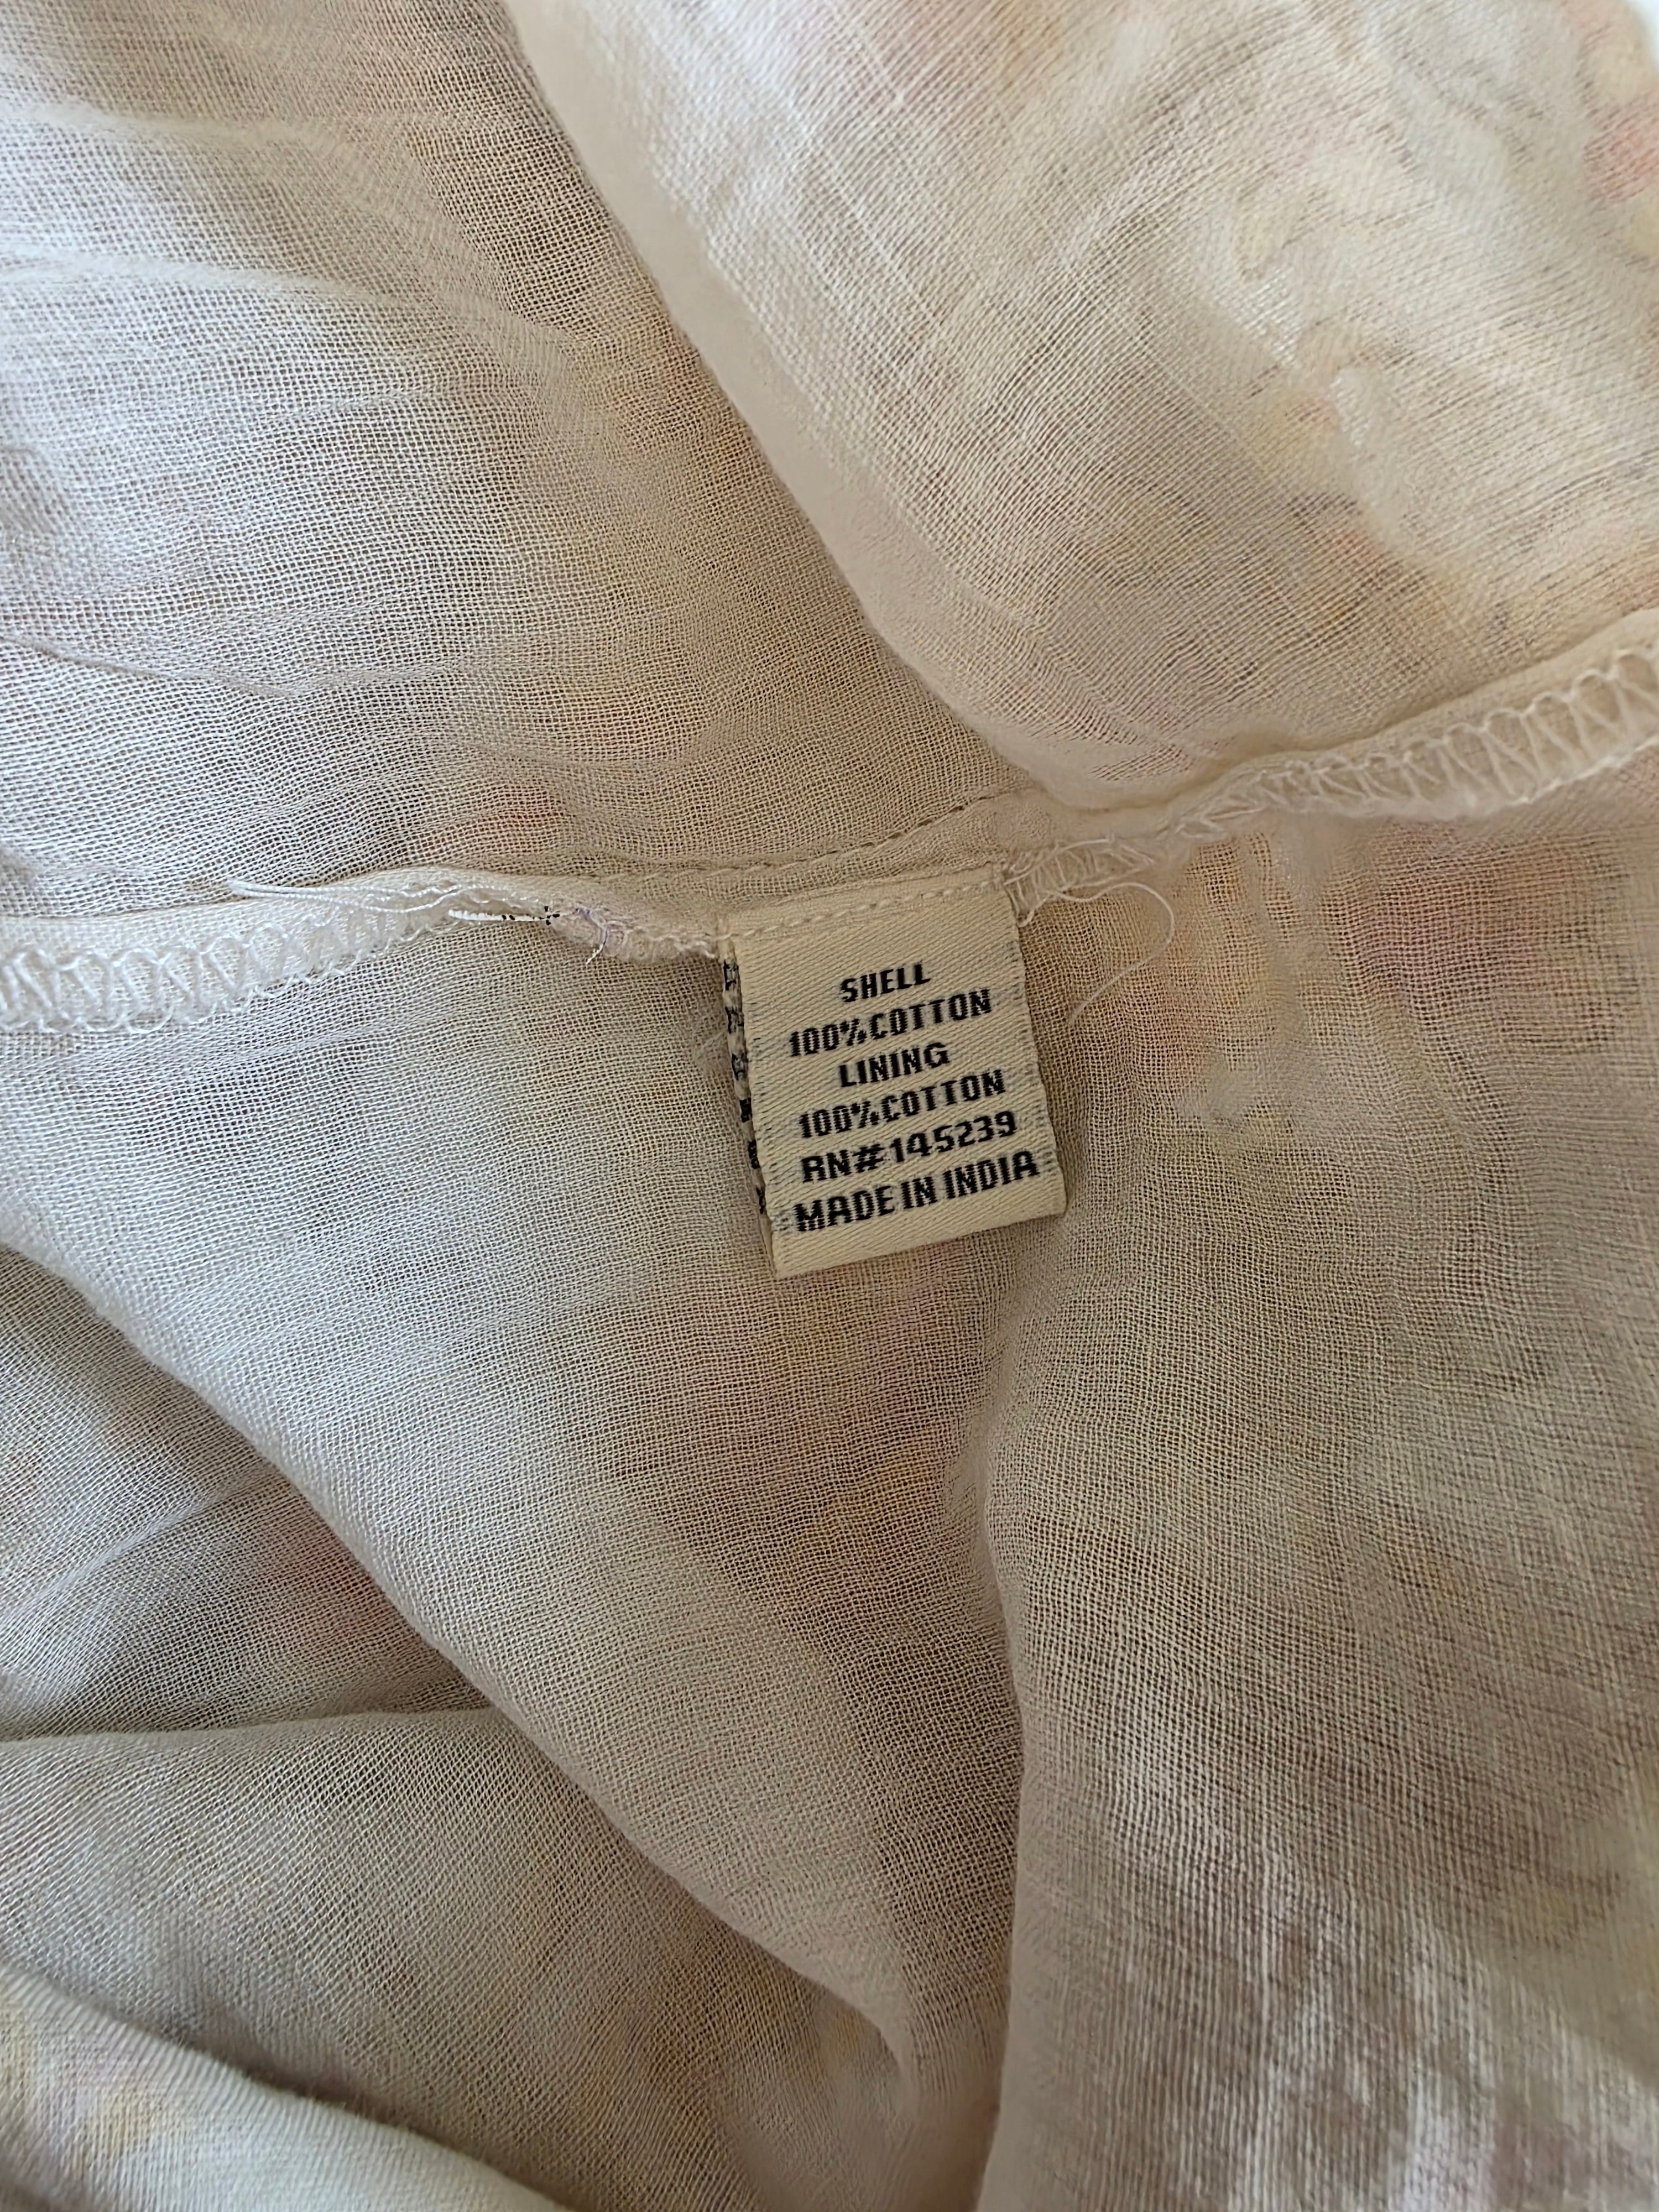 SHELL
100%COTTON
LINING
100%COTTON
RN#145239
MADE IN INDIA